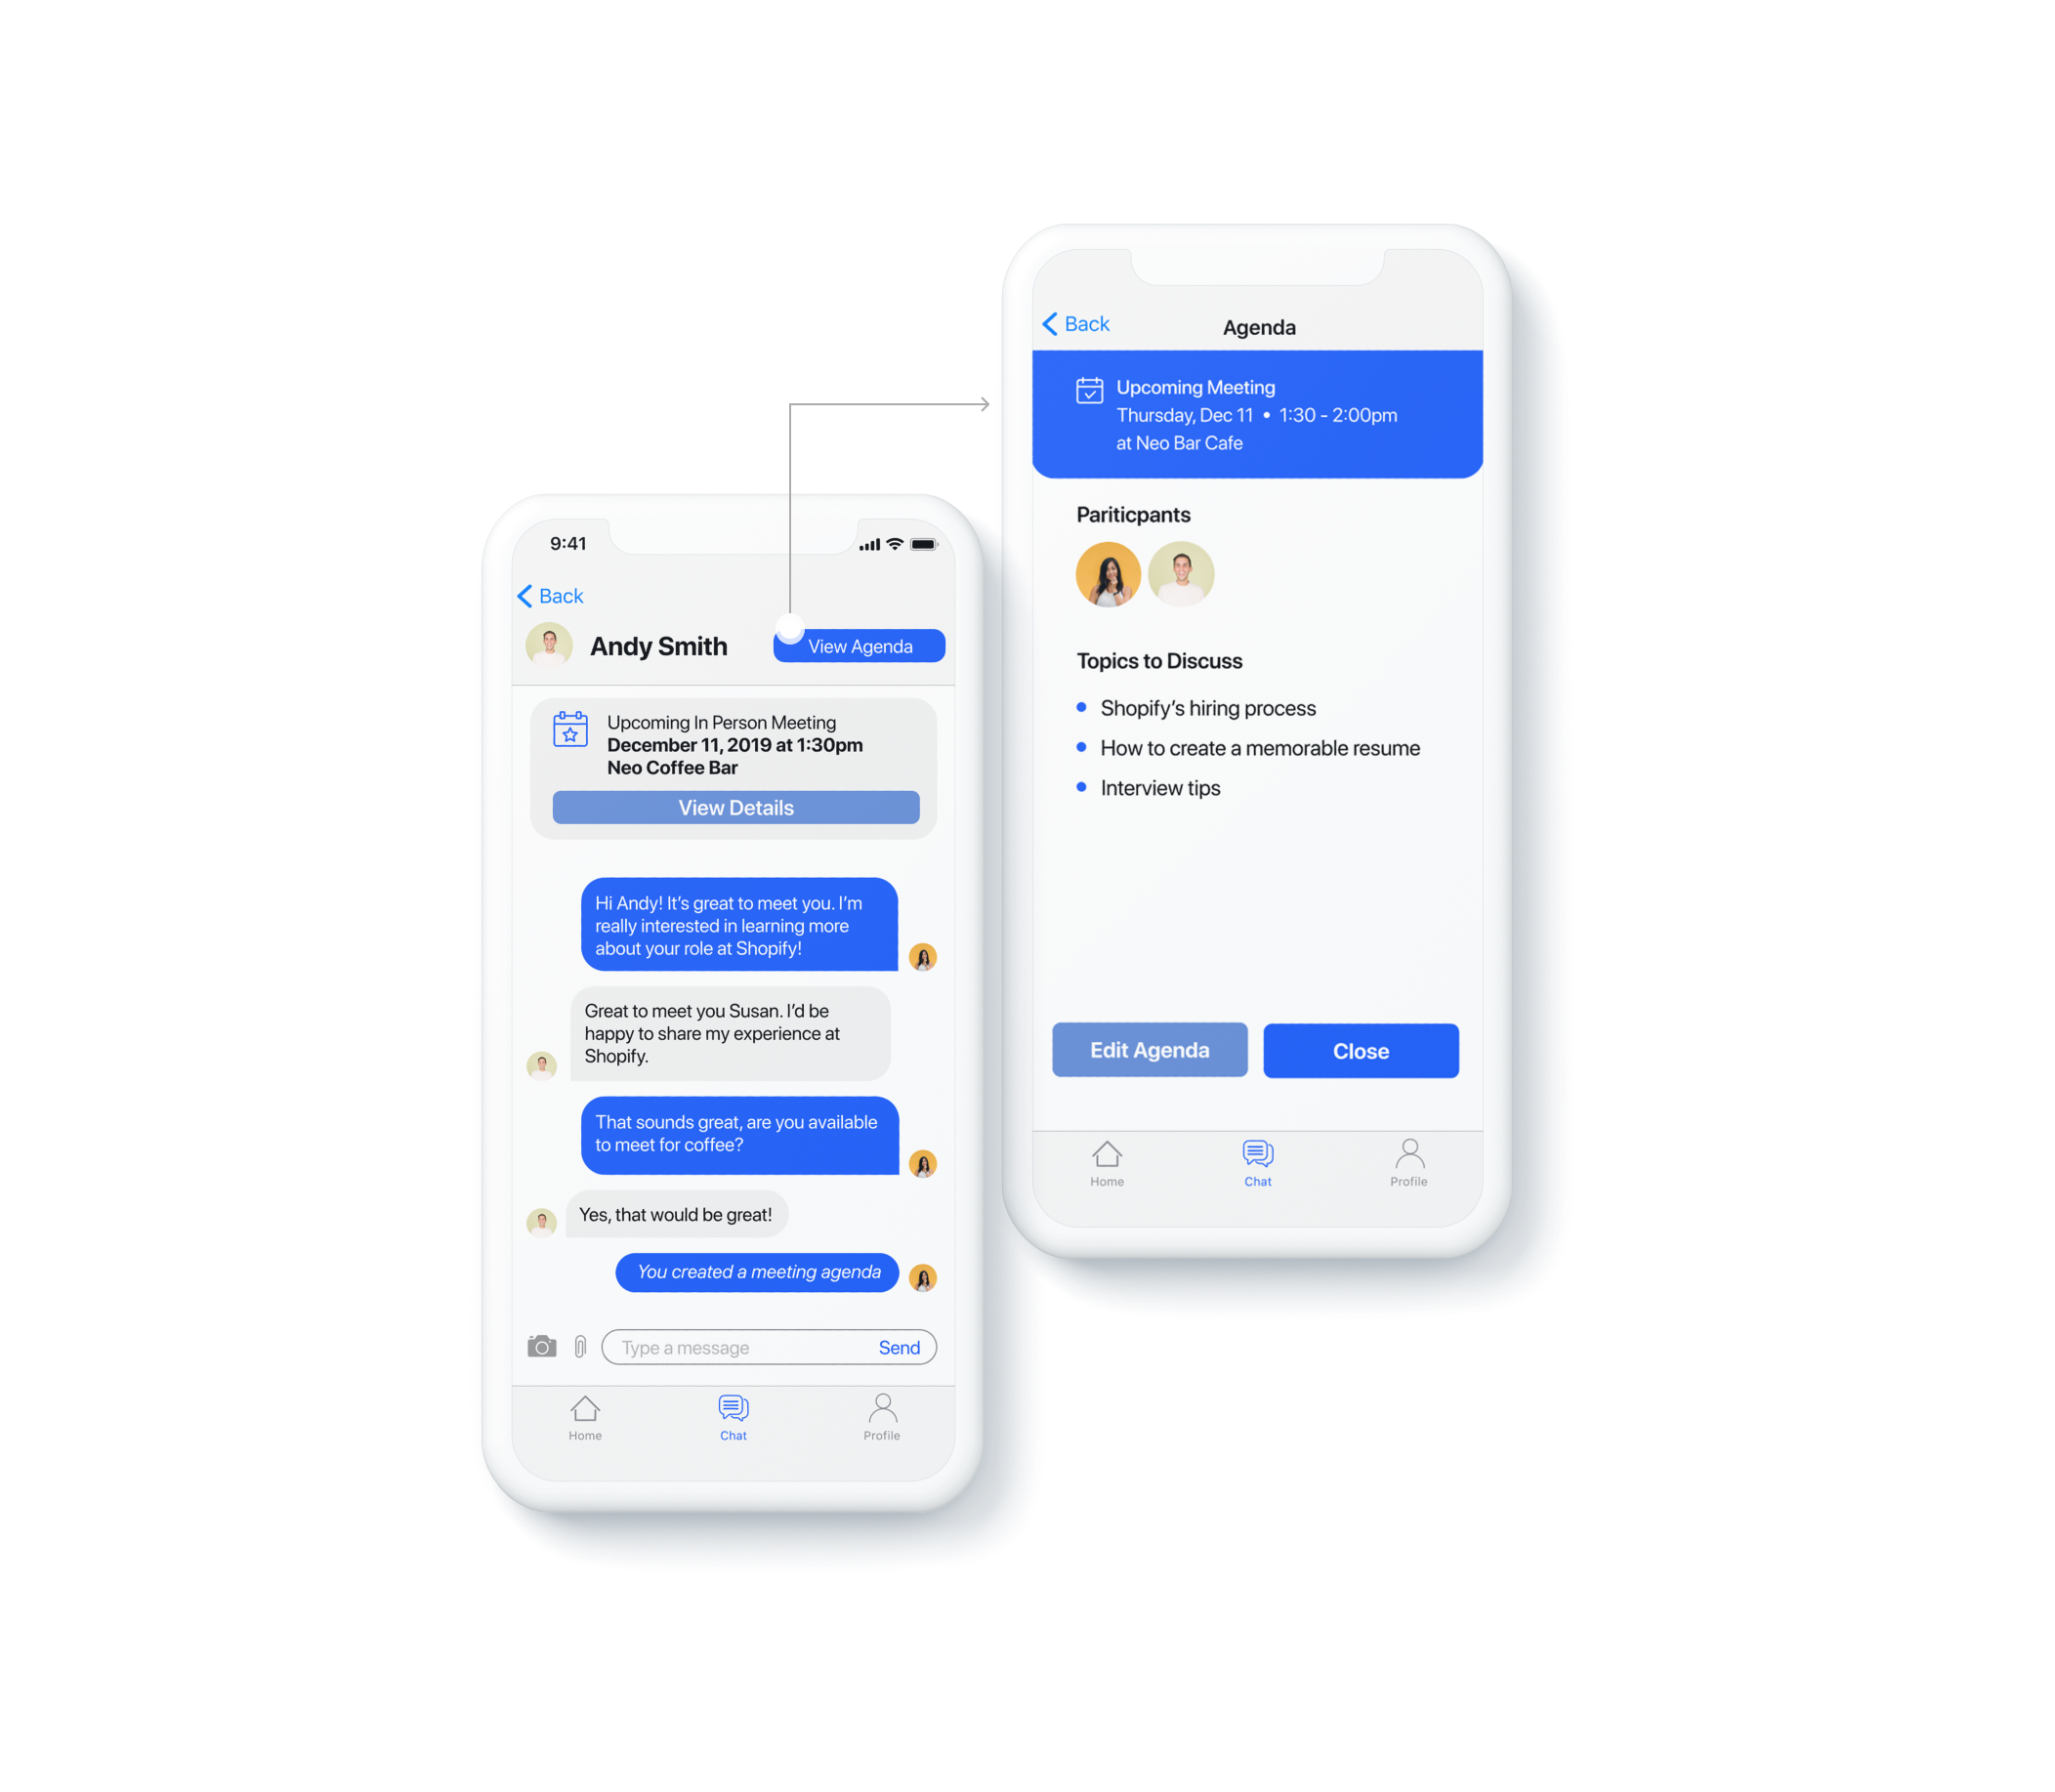 9:41
Back
Andy Smith
View Agenda
Upcoming In Person Meeting
December 11, 2019 at 1:30pm
Neo Coffee Bar
View Details
Hi Andy! It's great to meet you. I'm
really interested in learning more
about your role at Shopify!
Great to meet you Susan. I'd be
happy to share my experience at
Shopify.
That sounds great, are you available
to meet for coffee?
Yes, that would be great!
You created a meeting agenda
Type a message
Send
Home
Chat
Profile
Back
Agenda
Upcoming Meeting
Thursday, Dec 11 • 1:30 - 2:00pm
at Neo Bar Cafe
Pariticpants
Topics to Discuss
• Shopify's hiring process
• How to create a memorable resume
• Interview tips
Edit Agenda
Close
Home
Chat
Profile